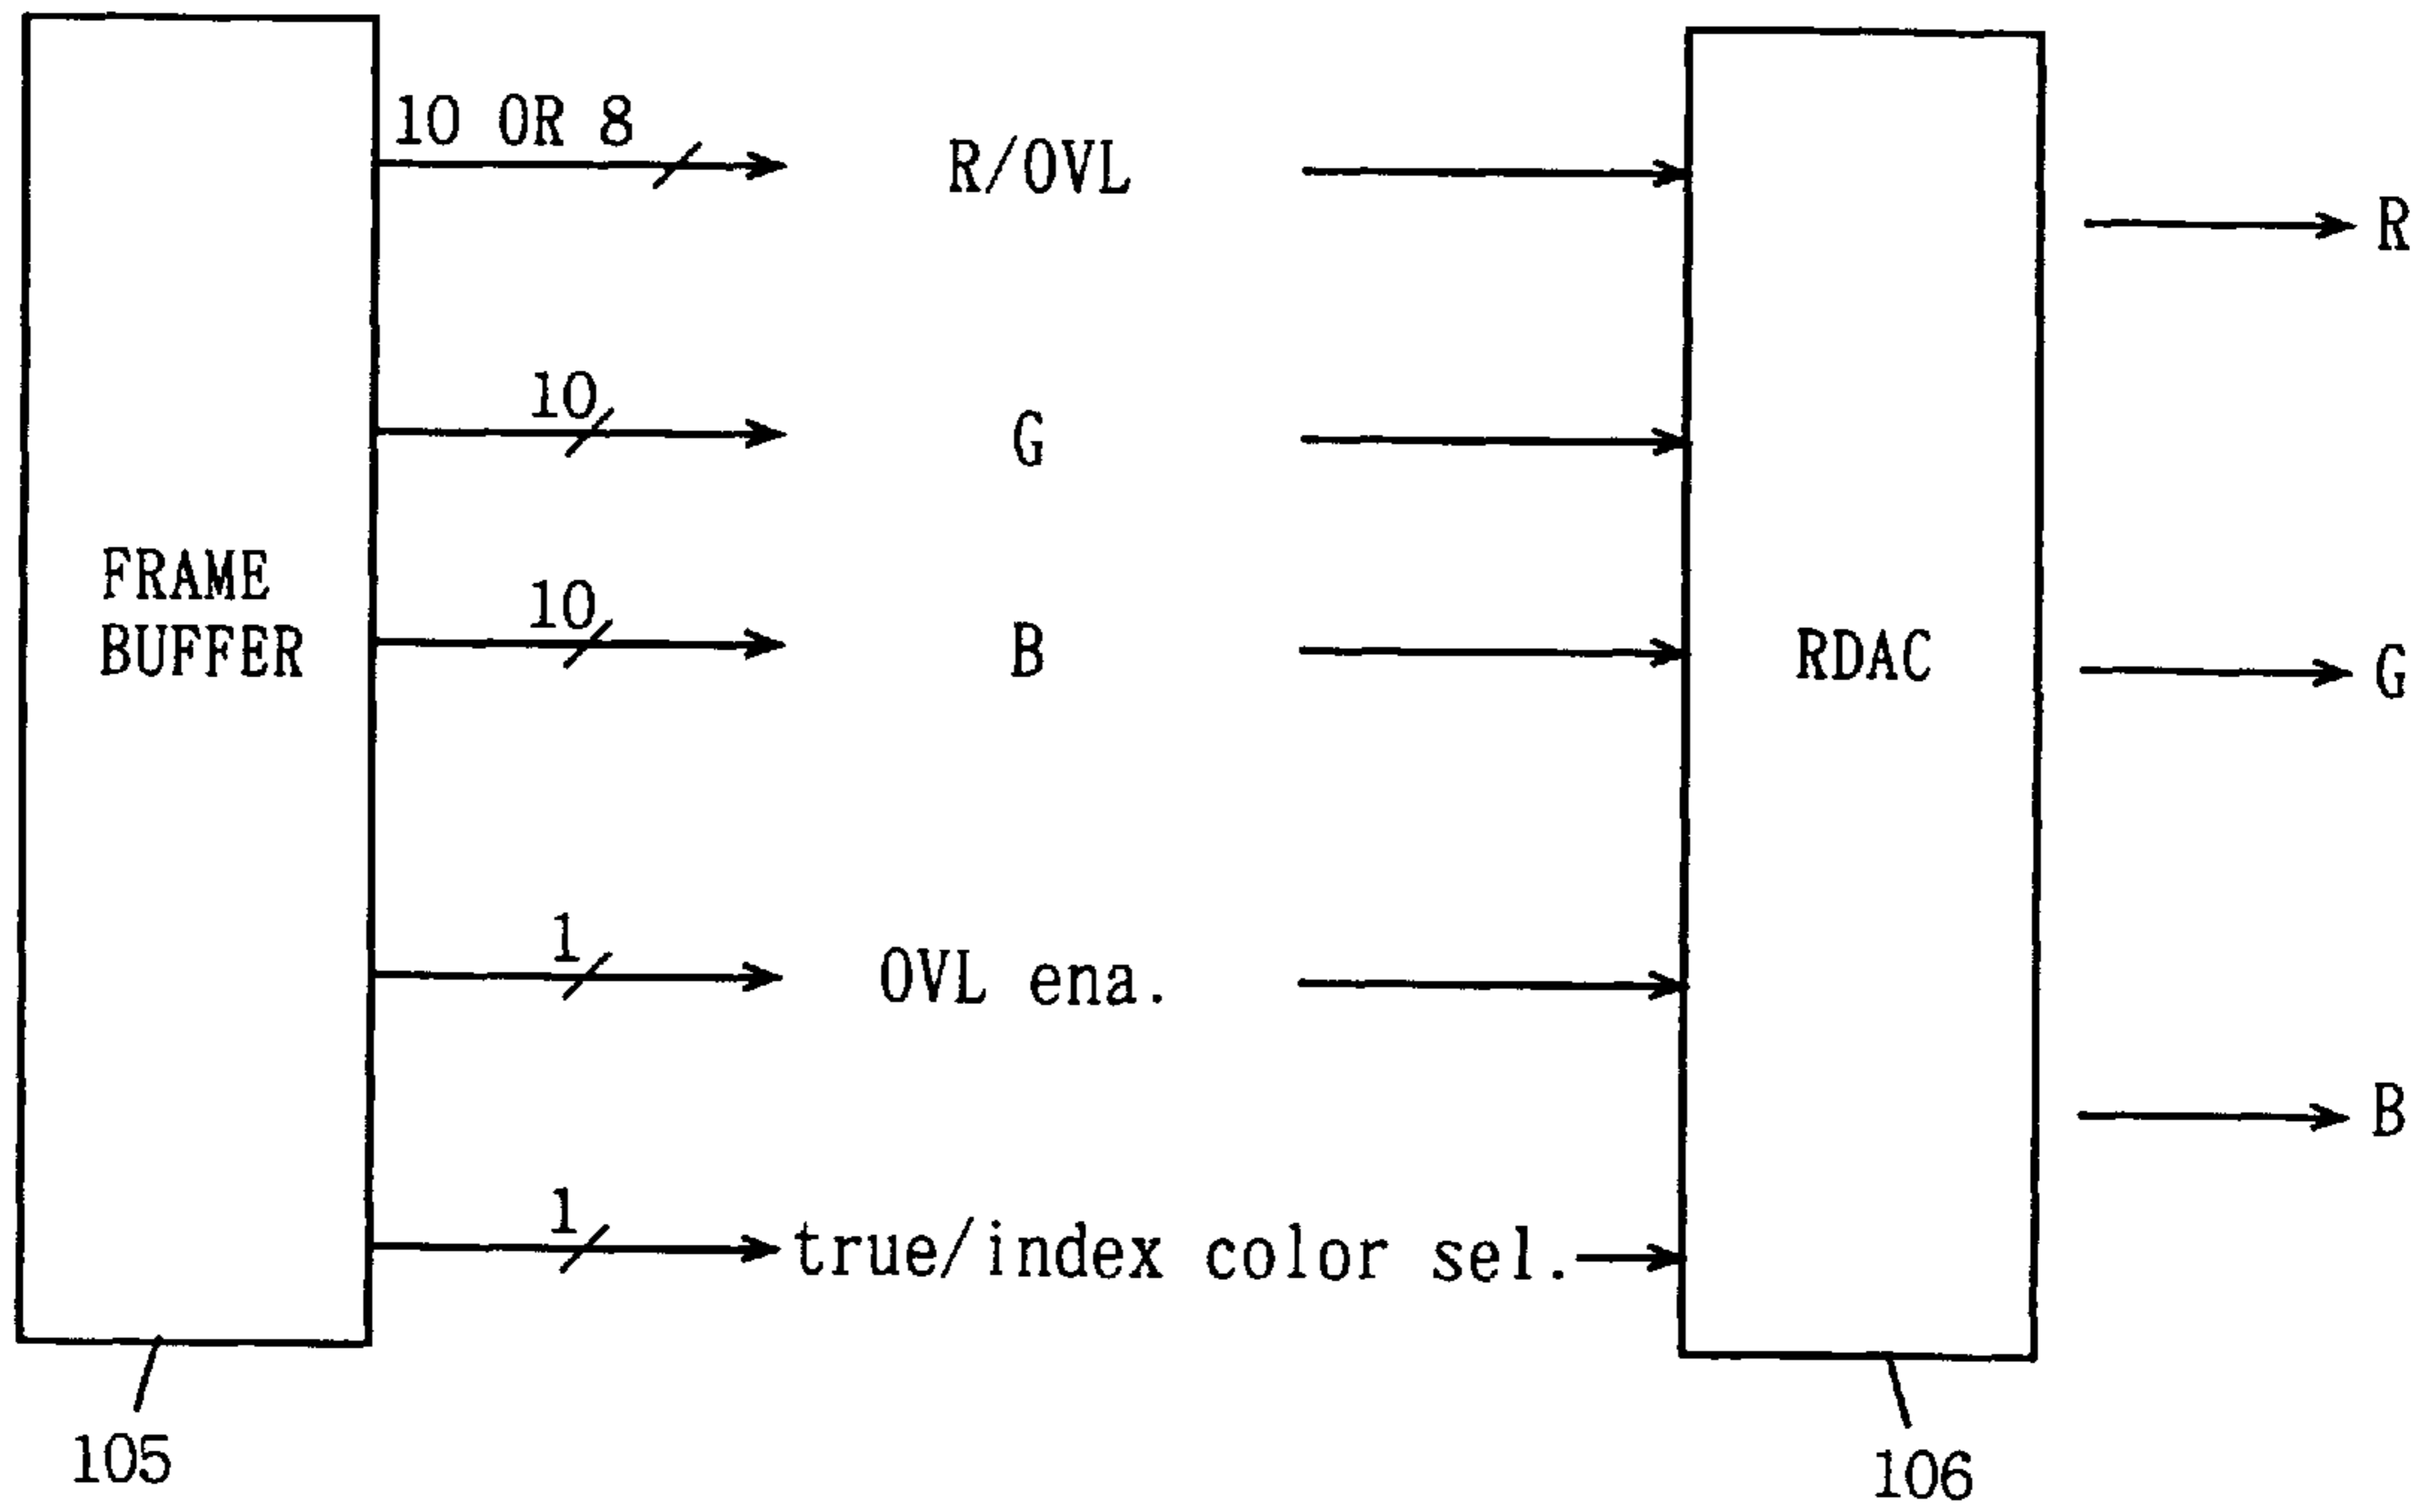 10 OR 8
R/OVL
R
10
G
FRAME
BUFFER
10
B
RDAC
G
1
OVL ena.
B
1
true/index color sel.
105
106